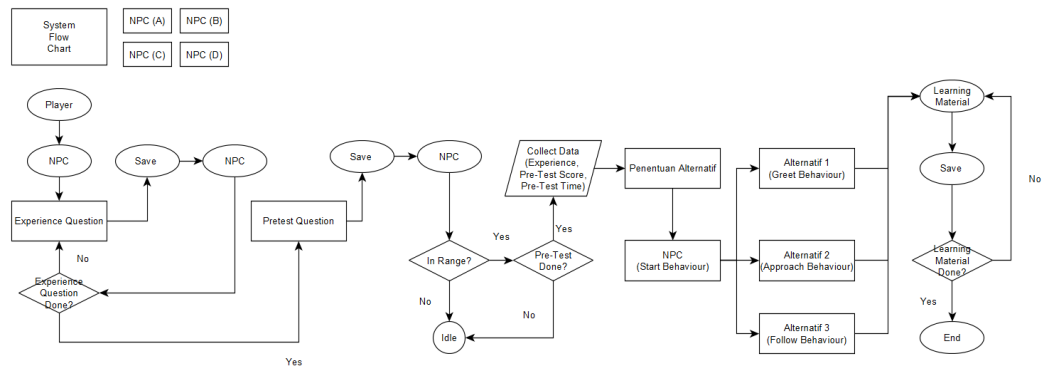 System
Flow
Chart
NPC (A)
NPC (B)
NPC (C)
NPC (D)
Player
NPC
Experience Question
Save
NPC
Experience
Question
Done?
No
Yes
Pretest Question
Save
NPC
In Range?
Yes
No
Idle
Pre-Test
Done?
Yes
No
Collect Data
(Experience,
Pre-Test Score,
Pre-Test Time)
Penentuan Alternatif
NPC
(Start Behaviour)
Alternatif 1
(Greet Behaviour)
Alternatif 2
(Approach Behaviour)
Alternatif 3
(Follow Behaviour)
Learning
Material
Save
Learning
Material
Done?
No
Yes
End